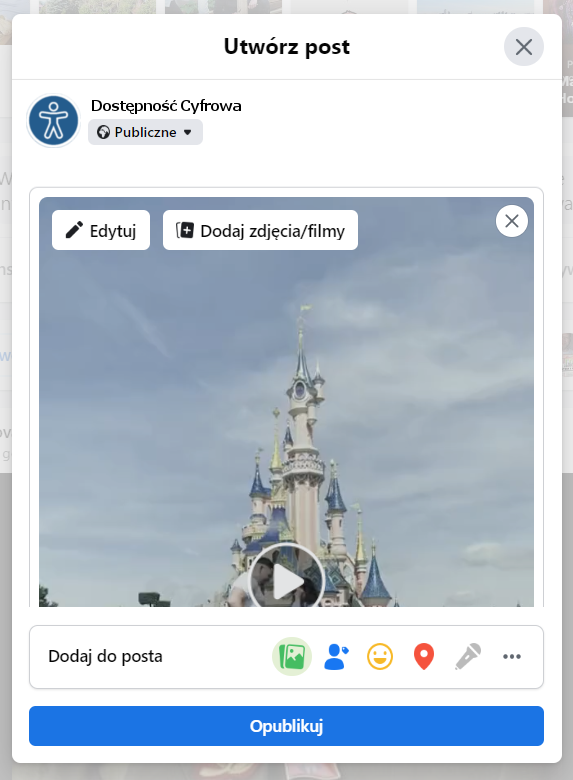 Utwórz post
Dostępność Cyfrowa
Publiczne
Edytuj
Dodaj zdjęcia/filmy
Dodaj do posta
Opublikuj